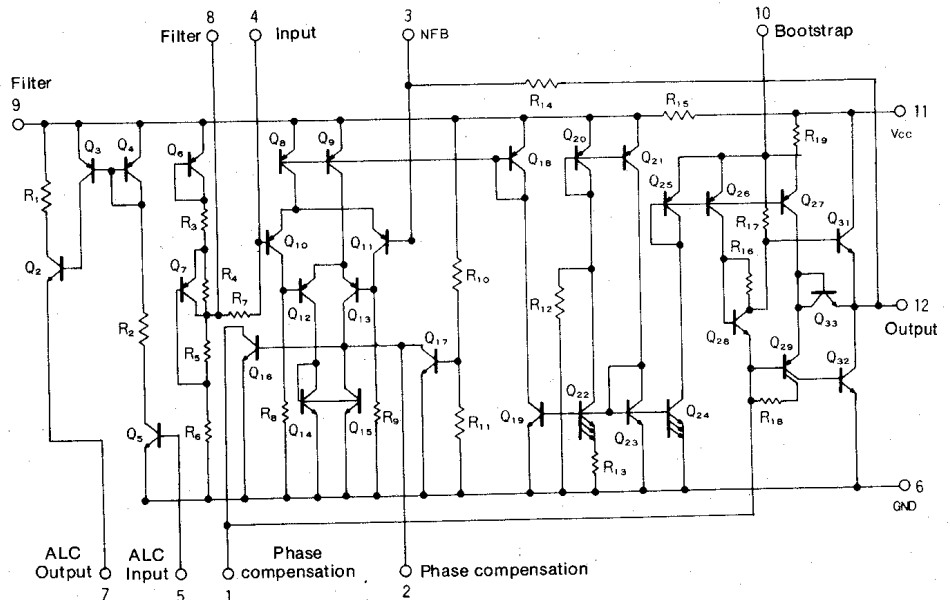 8
4
3
10
Filter
Input
NFB
Bootstrap
Filter
9
R14
R15
11
Vcc
Q3
Q4
Q6
Q8
Q9
Q18
Q20
Q21
R19
R1
R3
Q25
Q26
Q27
R17
Q31
Q10
Q11
Q2
Q7
R4
R7
R10
R16
R12
Q12
Q13
12
Output
Q33
R2
R5
Q16
Q17
Q28
Q29
Q32
R6
R8
Q14
Q15
R9
R11
Q19
Q22
Q23
Q24
R18
Q5
R13
6
GND
ALC
Output
7
ALC
Input
5
Phase
compensation
1
Phase compensation
2